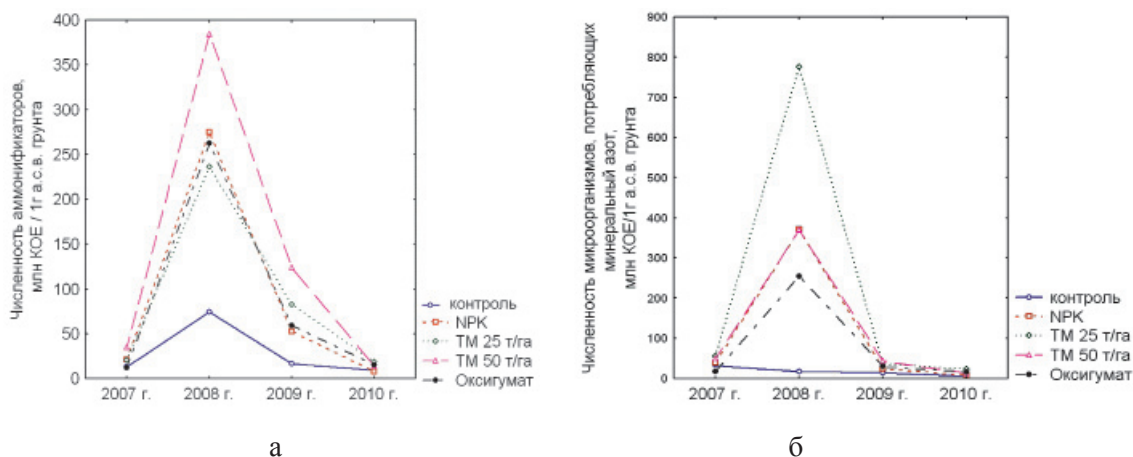 Численность аммонификаторов,
млн КОЕ / 1г а.с.в. грунта
400
350
300
250
200
150
100
50
0
2007 г. 2008 г. 2009 г. 2010 г.
контроль
NPK
ТМ 25 т/га
ТМ 50 т/га
Оксигумат
а
Численность микроорганизмов, потребляющих
минеральный азот,
млн КОЕ/1г а.с.в. грунта
900
800
700
600
500
400
300
200
100
0
2007 г. 2008 г. 2009 г. 2010 г.
контроль
NPK
ТМ 25 т/га
ТМ 50 т/га
Оксигумат
б